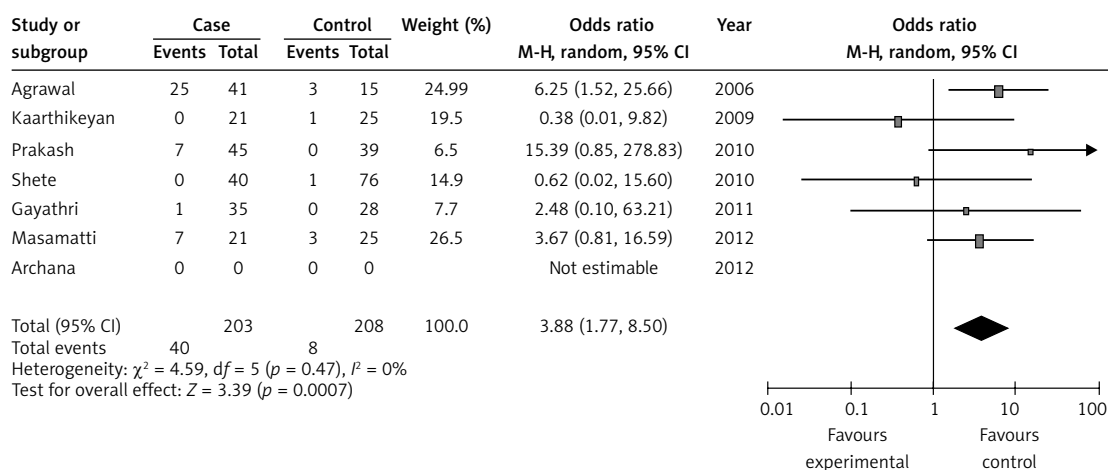 Study or Case Control Weight (%) Odds ratio Year Odds ratio
subgroup Events Total Events Total M-H, random, 95% CI M-H, random, 95% CI
Agrawal 25 41 3 15 24.99 6.25 (1.52, 25.66) 2006
Kaarthikeyan 0 21 1 25 19.5 0.38 (0.01, 9.82) 2009
Prakash 7 45 0 39 6.5 15.39 (0.85, 278.83) 2010
Shete 0 40 1 76 14.9 0.62 (0.02, 15.60) 2010
Gayathri 1 35 0 28 7.7 2.48 (0.10, 63.21) 2011
Masamatti 7 21 3 25 26.5 3.67 (0.81, 16.59) 2012
Archana 0 0 0 0 Not estimable 2012
Total (95% CI) 203 208 100.0 3.88 (1.77, 8.50)
Total events 40 8
Heterogeneity: χ² = 4.59, df = 5 (p = 0.47), I² = 0%
Test for overall effect: Z = 3.39 (p = 0.0007)
0.01 0.1 1 10 100
Favours Favours
experimental control